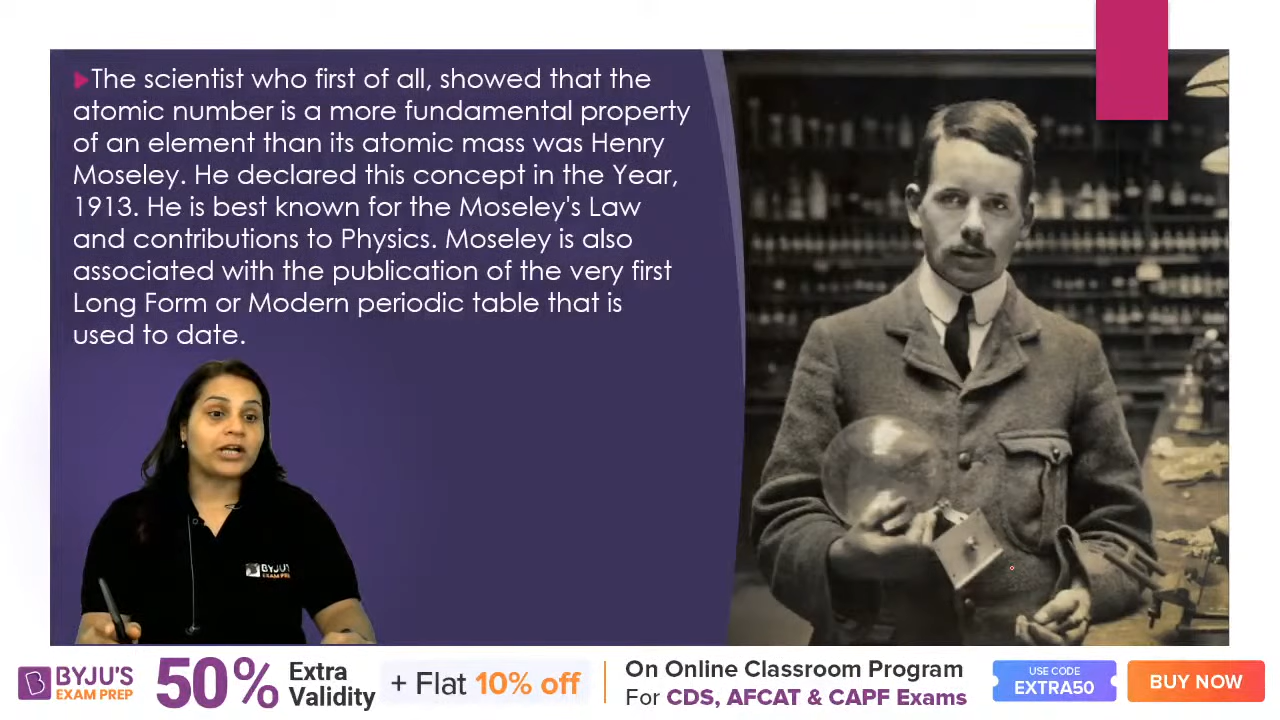 The scientist who first of all, showed that the
atomic number is a more fundamental property
of an element than its atomic mass was Henry
Moseley. He declared this concept in the Year,
1913. He is best known for the Moseley's Law
and contributions to Physics. Moseley is also
associated with the publication of the very first
Long Form or Modern periodic table that is
used to date.
BYJU'S
EXAM PREP
BYJU'S
EXAM PREP
50%
Extra
Validity
+ Flat 10% off
On Online Classroom Program
For CDS, AFCAT & CAPF Exams
USE CODE
EXTRA50
BUY NOW